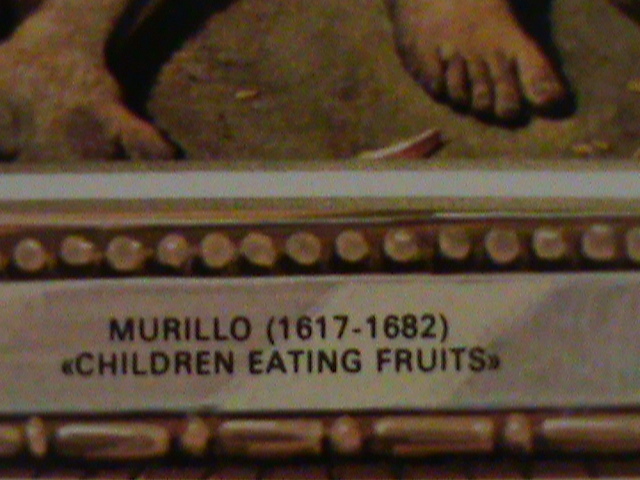 MURILLO (1617-1682)
«CHILDREN EATING FRUITS»